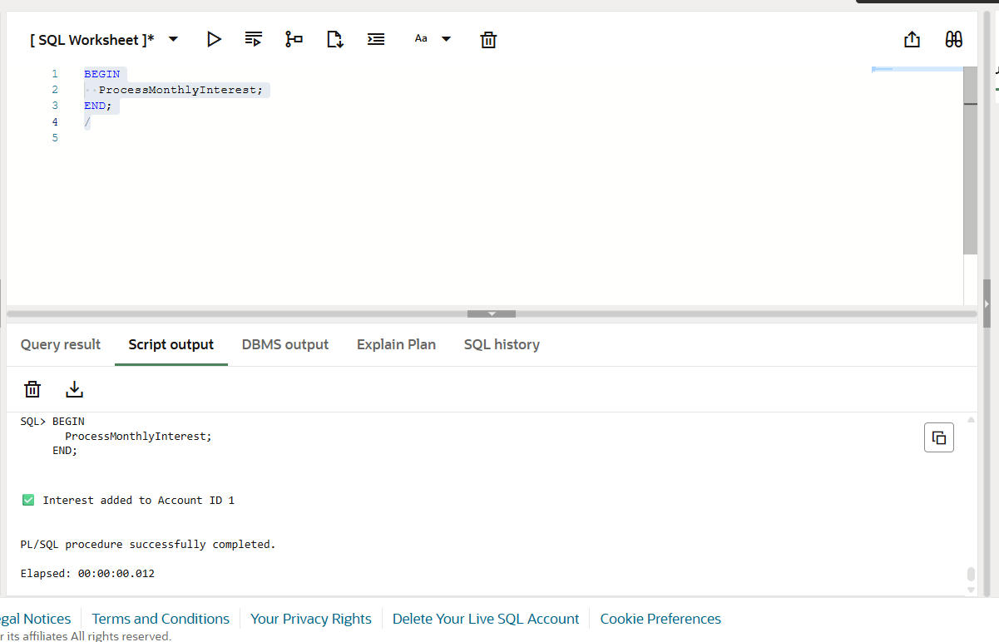 [ SQL Worksheet ]*
Aa
1 BEGIN
2 ProcessMonthlyInterest;
3 END;
4 /
5
Query result Script output DBMS output Explain Plan SQL history
SQL> BEGIN
ProcessMonthlyInterest;
END;
✅ Interest added to Account ID 1
PL/SQL procedure successfully completed.
Elapsed: 00:00:00.012
egal Notices Terms and Conditions Your Privacy Rights Delete Your Live SQL Account Cookie Preferences
r its affiliates All rights reserved.